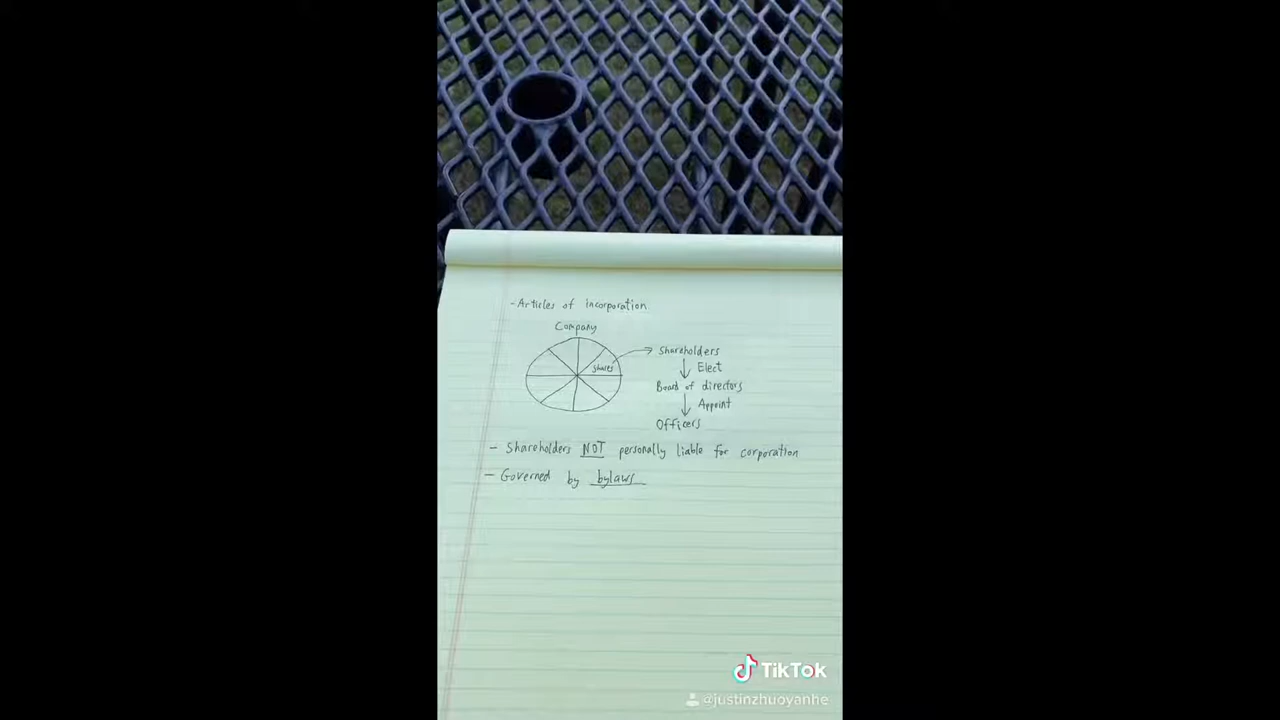 - Articles of incorporation
Company
shares
Shareholders
Elect
Board of directors
Appoint
Officers
- Shareholders NOT personally liable for corporation
- Governed by bylaws
TikTok
@justinzhuoyanhe